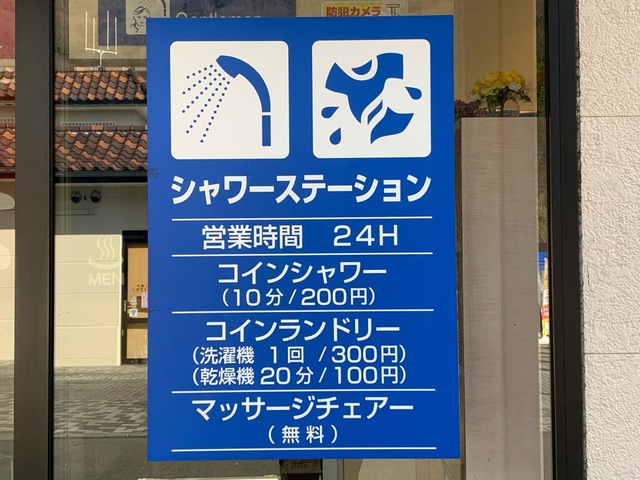 Gentleman
防犯カメラ
シャワーステーション
営業時間 24H
コインシャワー
(10分/200円)
コインランドリー
(洗濯機 1回 /300円)
(乾燥機 20分/100円)
マッサージチェアー
(無料)
MEN